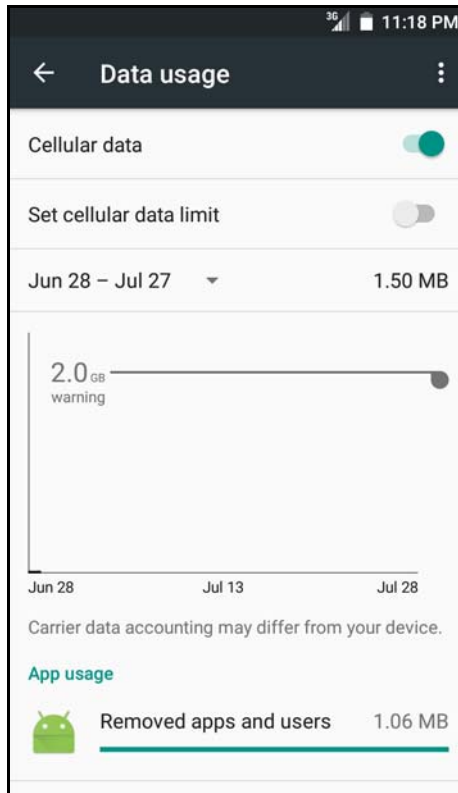 3G 11:18 PM
Data usage
Cellular data
Set cellular data limit
Jun 28 – Jul 27 1.50 MB
2.0 GB
warning
Jun 28 Jul 13 Jul 28
Carrier data accounting may differ from your device.
App usage
Removed apps and users 1.06 MB